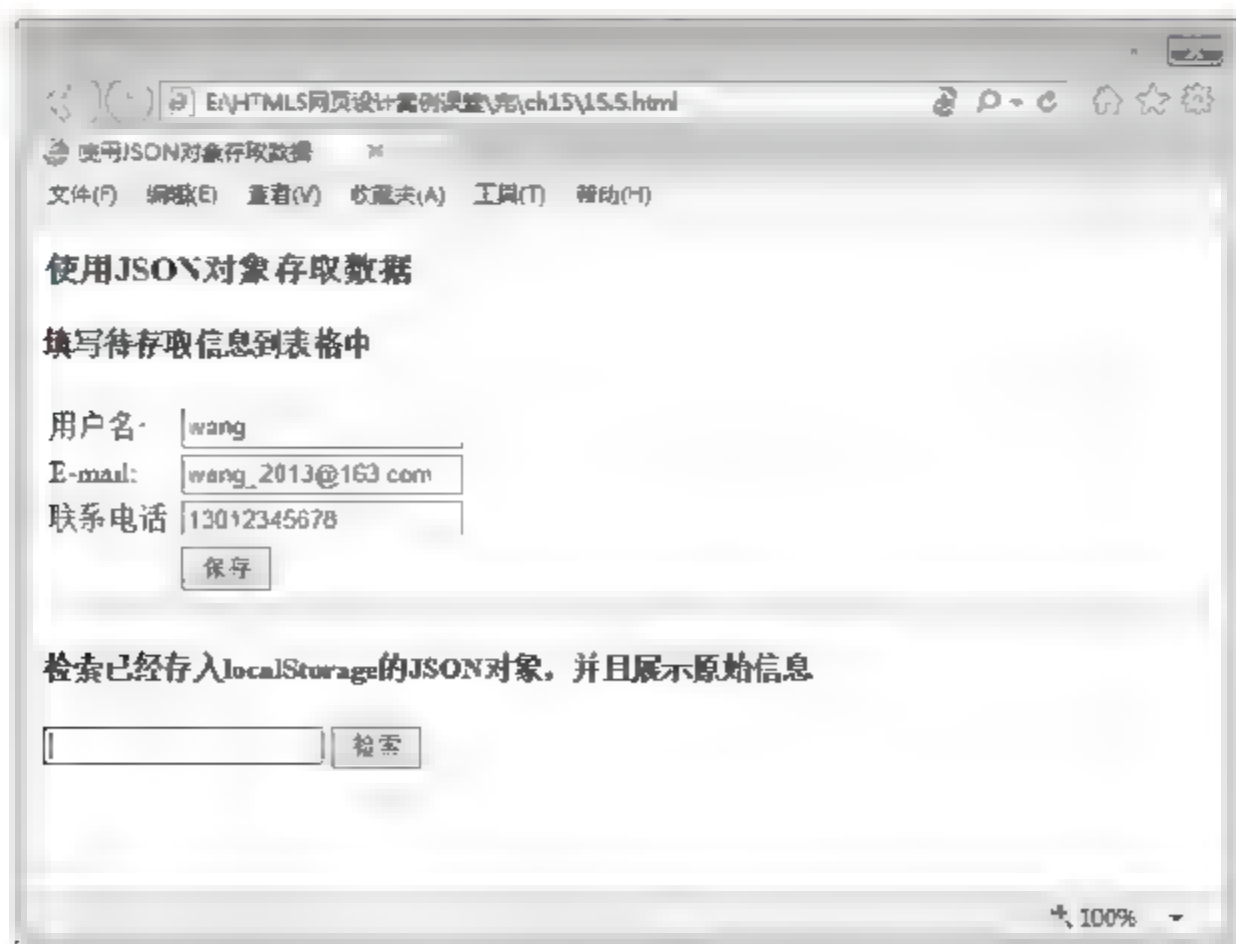 E:\HTML5网页设计案例课堂\完\ch15\15.5.html
使用JSON对象存取数据
文件(F) 编辑(E) 查看(V) 收藏夹(A) 工具(T) 帮助(H)
使用JSON对象存取数据
填写待存取信息到表格中
用户名:
wang
E-mail:
wang_2013@163.com
联系电话
13012345678
保存
检索已经存入localStorage的JSON对象，并且展示原始信息
检索
100%